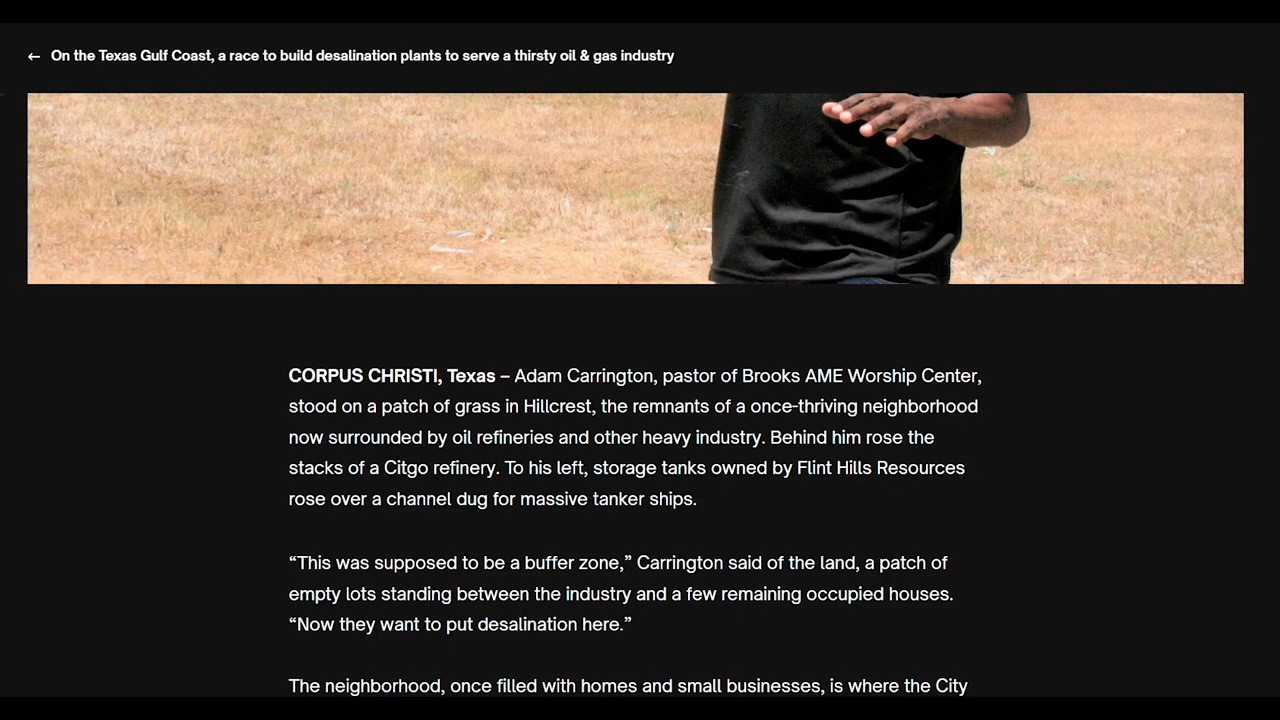 ← On the Texas Gulf Coast, a race to build desalination plants to serve a thirsty oil & gas industry
CORPUS CHRISTI, Texas – Adam Carrington, pastor of Brooks AME Worship Center,
stood on a patch of grass in Hillcrest, the remnants of a once-thriving neighborhood
now surrounded by oil refineries and other heavy industry. Behind him rose the
stacks of a Citgo refinery. To his left, storage tanks owned by Flint Hills Resources
rose over a channel dug for massive tanker ships.
“This was supposed to be a buffer zone,” Carrington said of the land, a patch of
empty lots standing between the industry and a few remaining occupied houses.
“Now they want to put desalination here.”
The neighborhood, once filled with homes and small businesses, is where the City